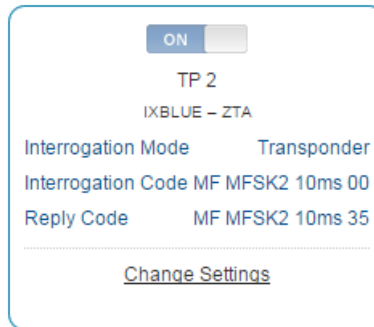 ON
TP 2
IXBLUE – ZTA
Interrogation Mode Transponder
Interrogation Code MF MFSK2 10ms 00
Reply Code MF MFSK2 10ms 35
Change Settings